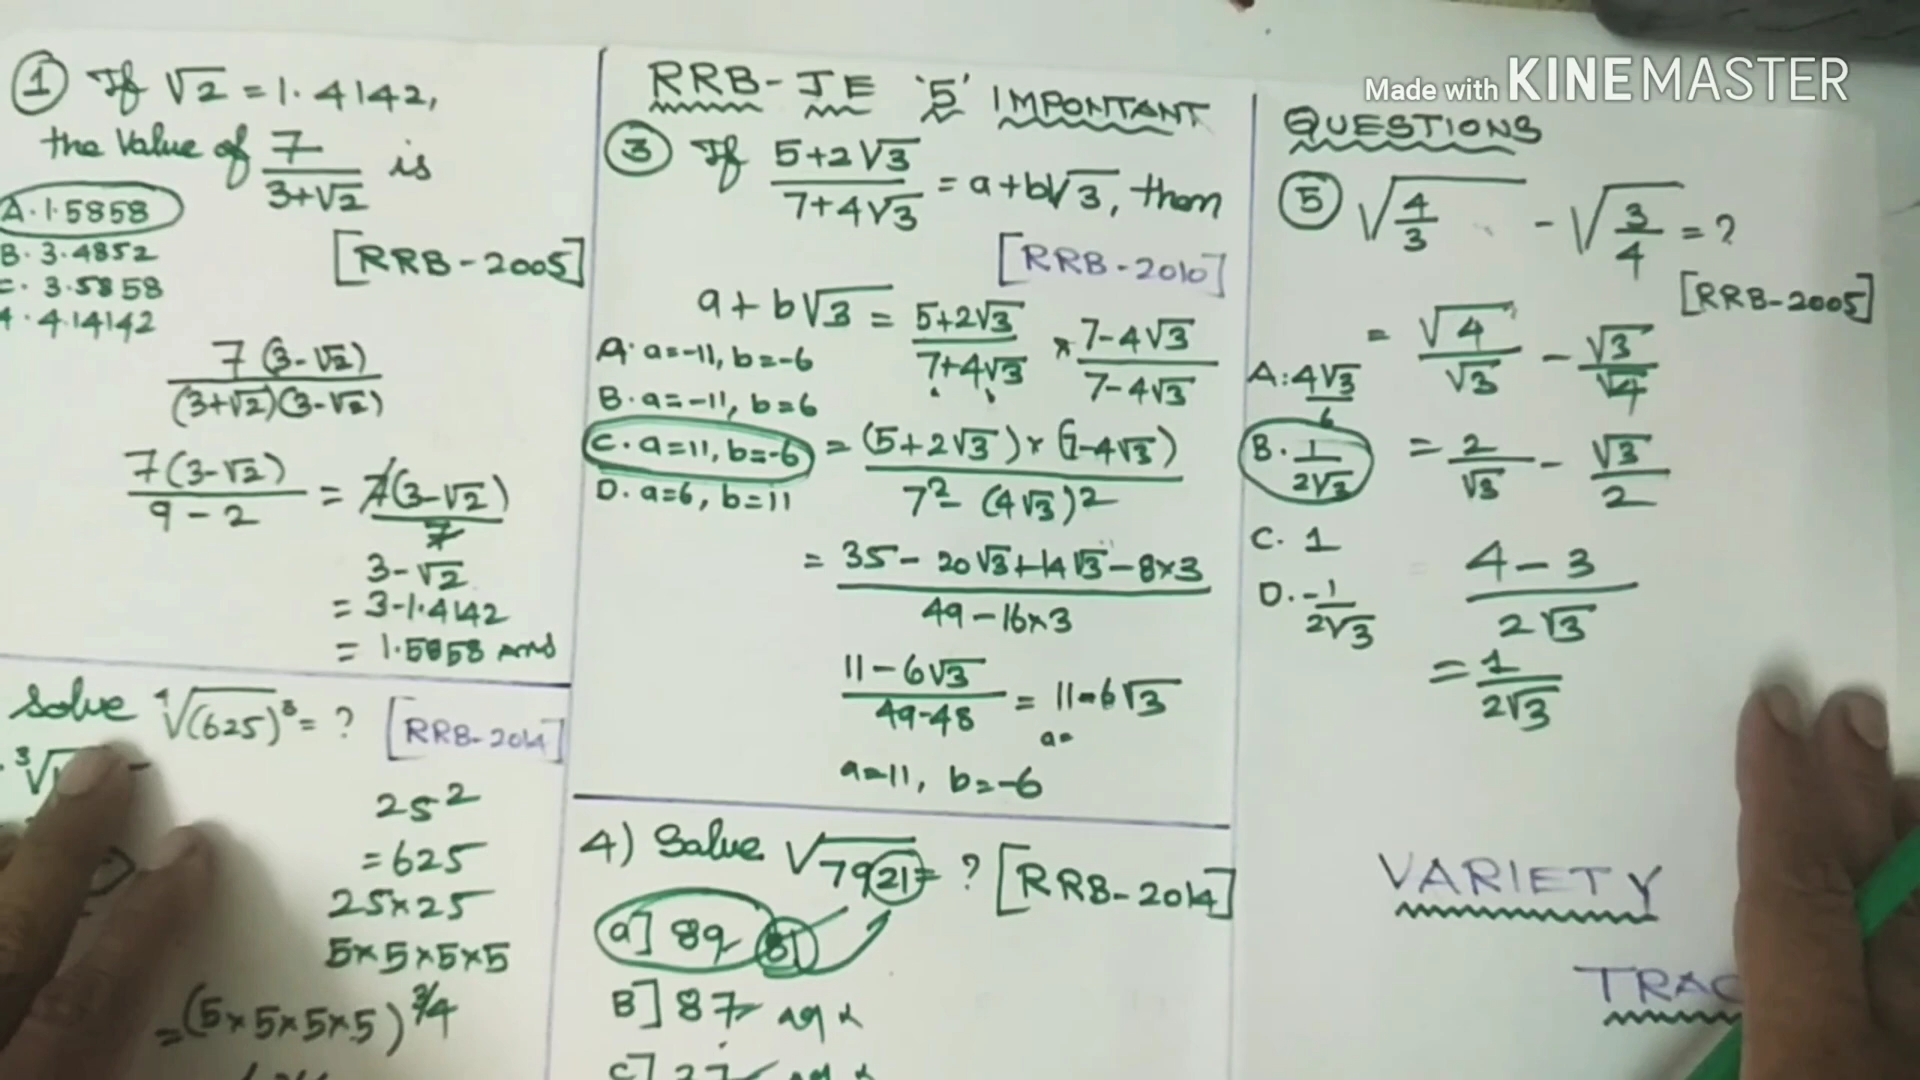 Made with KINEMASTER
RRB-JE '5' IMPONTANT
QUESTIONS
① If √2 = 1.4142,
the Value of 7/(3+√2) is
A. 1.5858
B. 3.4852
C. 3.5858
4. 4.14142
[RRB-2005]
7(3-√2)/(3+√2)(3-√2)
7(3-√2)/(9-2) = 7(3-√2)/7
3-√2
= 3-1.4142
= 1.5858 Ans
Solve ⁴√(625)³ = ? [RRB-2014]
25²
=625
25×25
5×5×5×5
=(5×5×5×5)^3/4
③ If (5+2√3)/(7+4√3) = a+b√3, them
[RRB-2010]
a+b√3 = (5+2√3)/(7+4√3) × (7-4√3)/(7-4√3)
A. a=-11, b=-6
B. a=-11, b=6
C. a=11, b=-6
D. a=6, b=11
= (5+2√3)×(7-4√3)/(7²-(4√3)²)
= (35-20√3+14√3-8×3)/(49-16×3)
(11-6√3)/(49-48) = 11-6√3
a=
a=11, b=-6
4) Solve √7921 = ? [RRB-2014]
a] 89 81
B] 87
C] 27
⑤ √(4/3) - √(3/4) = ?
[RRB-2005]
= √4/√3 - √3/√4
A: 4√3/6
B. 1/2√3
C. 1
D. -1/2√3
= 2/√3 - √3/2
(4-3)/2√3
= 1/2√3
VARIETY